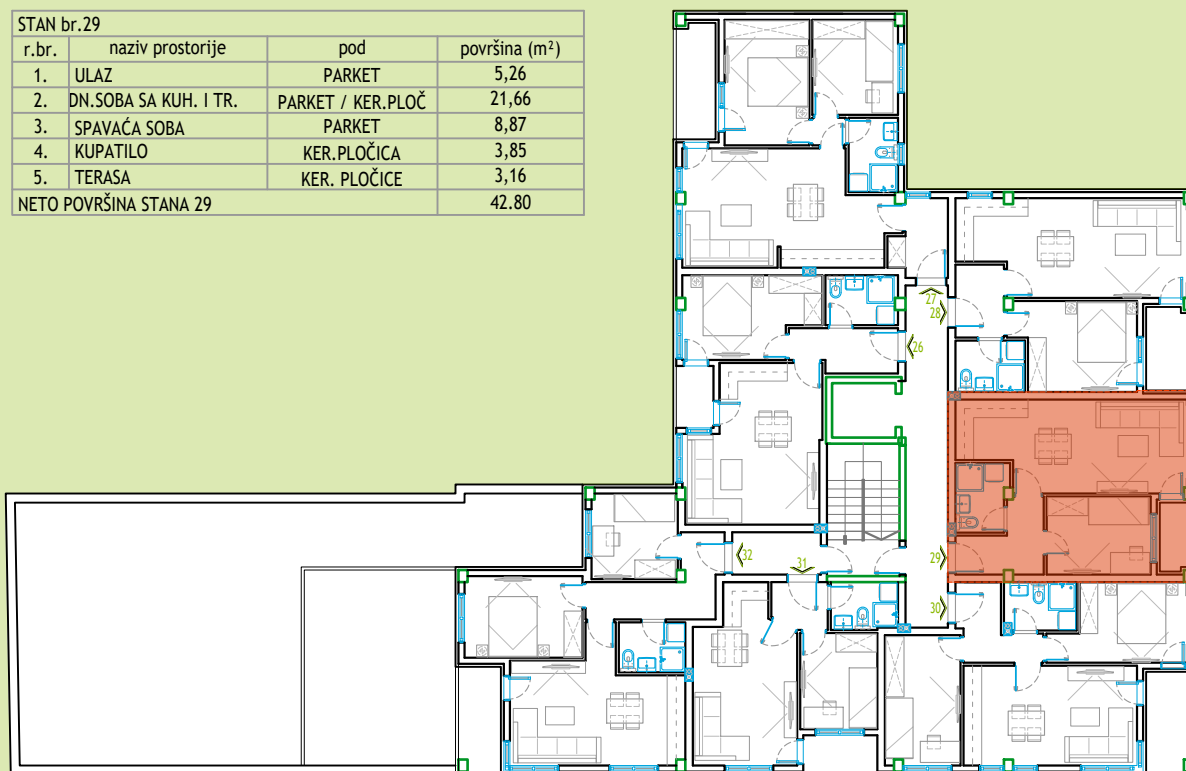 STAN br.29
r.br. naziv prostorije pod površina (m²)
1. ULAZ PARKET 5,26
2. DN.SOBA SA KUH. I TR. PARKET / KER.PLOČ 21,66
3. SPAVAĆA SOBA PARKET 8,87
4. KUPATILO KER.PLOČICA 3,85
5. TERASA KER. PLOČICE 3,16
NETO POVRŠINA STANA 29 42.80
27
28
26
29
32
31
30